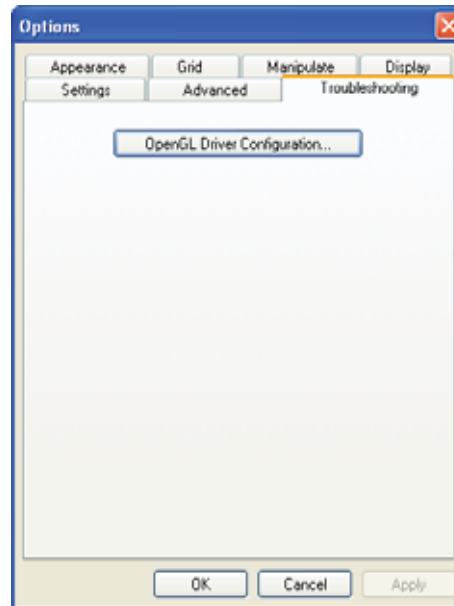 Options
Appearance Grid Manipulate Display
Settings Advanced Troubleshooting
OpenGL Driver Configuration...
OK Cancel Apply